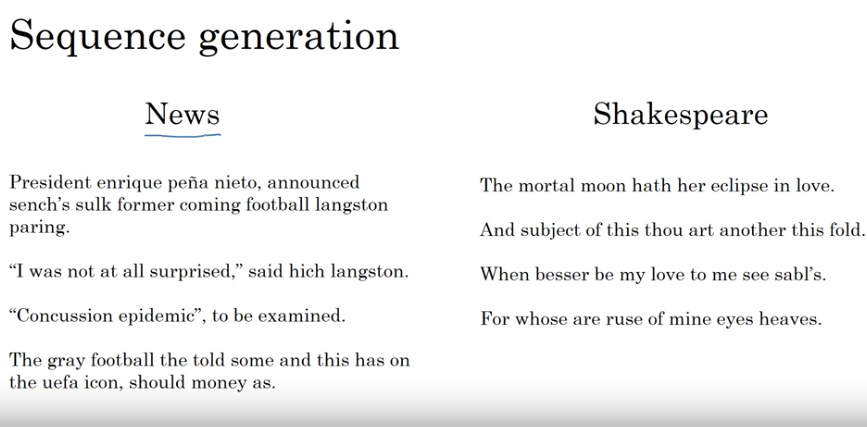 Sequence generation
News
President enrique peña nieto, announced
sench's sulk former coming football langston
paring.
"I was not at all surprised," said hich langston.
"Concussion epidemic", to be examined.
The gray football the told some and this has on
the uefa icon, should money as.
Shakespeare
The mortal moon hath her eclipse in love.
And subject of this thou art another this fold.
When besser be my love to me see sabl's.
For whose are ruse of mine eyes heaves.